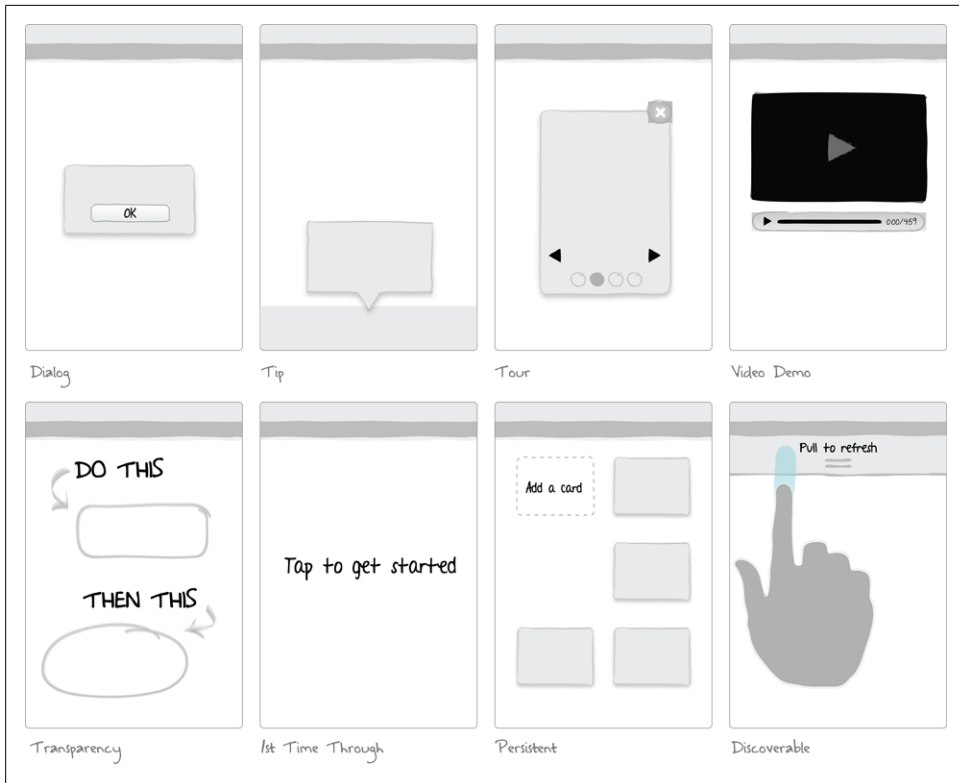 OK
000/459
Dialog
Tip
Tour
Video Demo
DO THIS
THEN THIS
Tap to get started
Add a card
Pull to refresh
Transparency
1st Time Through
Persistent
Discoverable